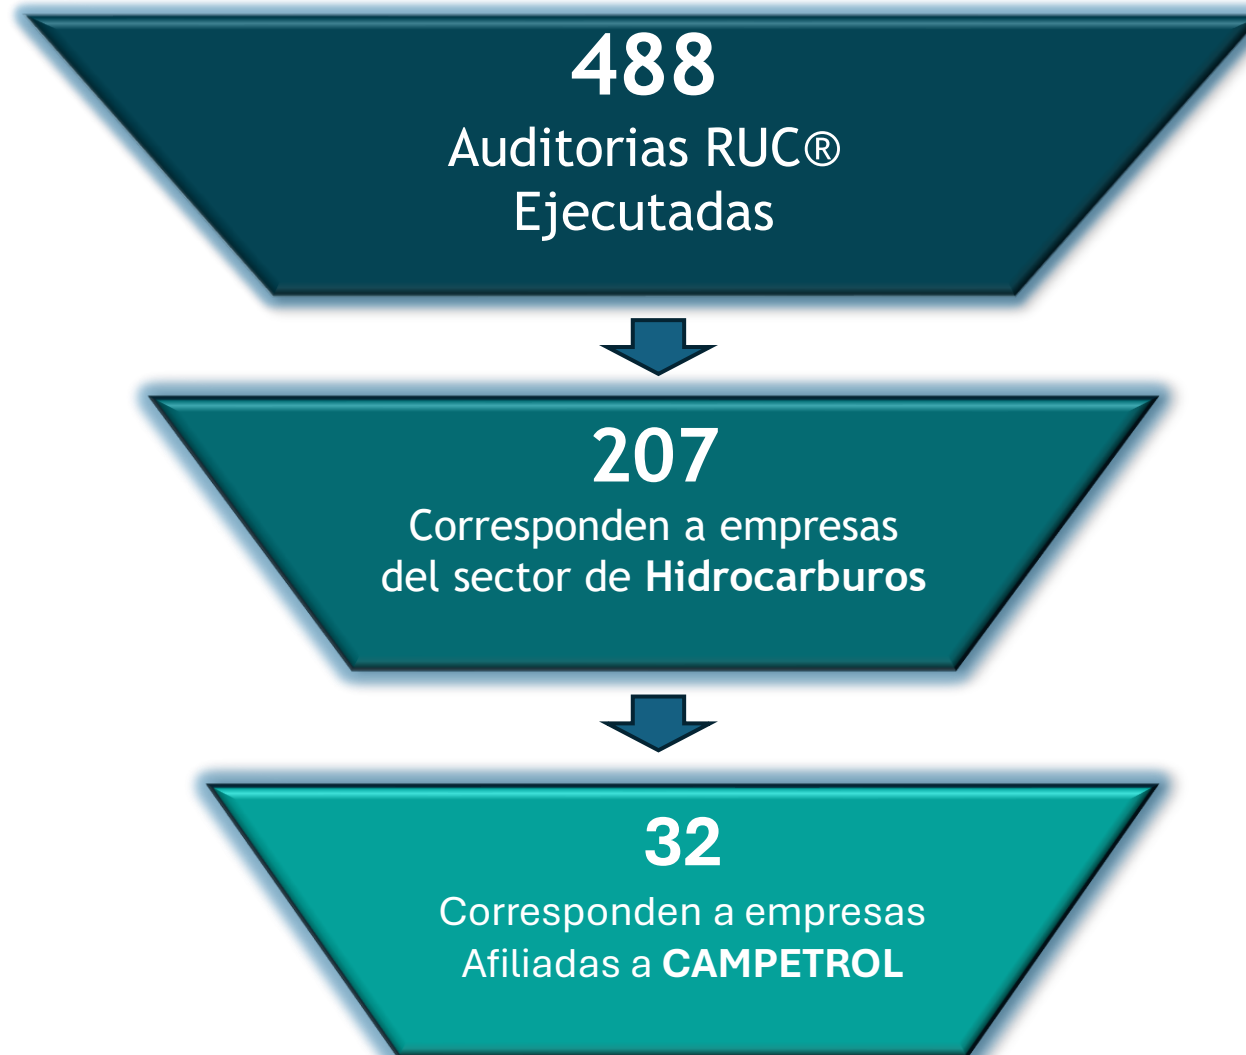 488
Auditorias RUC®
Ejecutadas
207
Corresponden a empresas
del sector de Hidrocarburos
32
Corresponden a empresas
Afiliadas a CAMPETROL